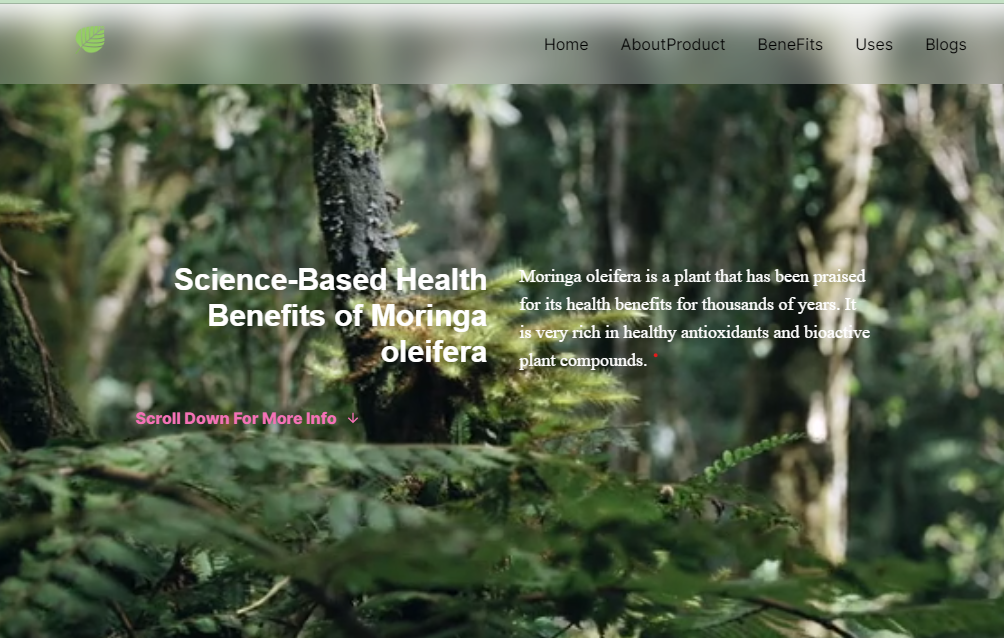 Home AboutProduct BeneFits Uses Blogs
Science-Based Health
Benefits of Moringa
oleifera
Moringa oleifera is a plant that has been praised
for its health benefits for thousands of years. It
is very rich in healthy antioxidants and bioactive
plant compounds. *
Scroll Down For More Info ↓